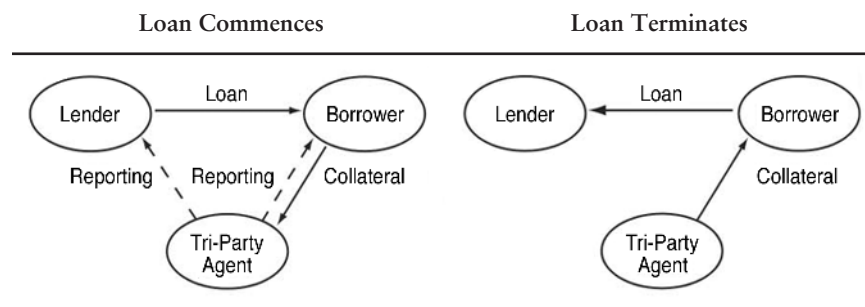 Loan Commences
Loan Terminates
Loan
Lender
Borrower
Reporting
Reporting
Collateral
Tri-Party
Agent
Loan
Lender
Borrower
Collateral
Tri-Party
Agent